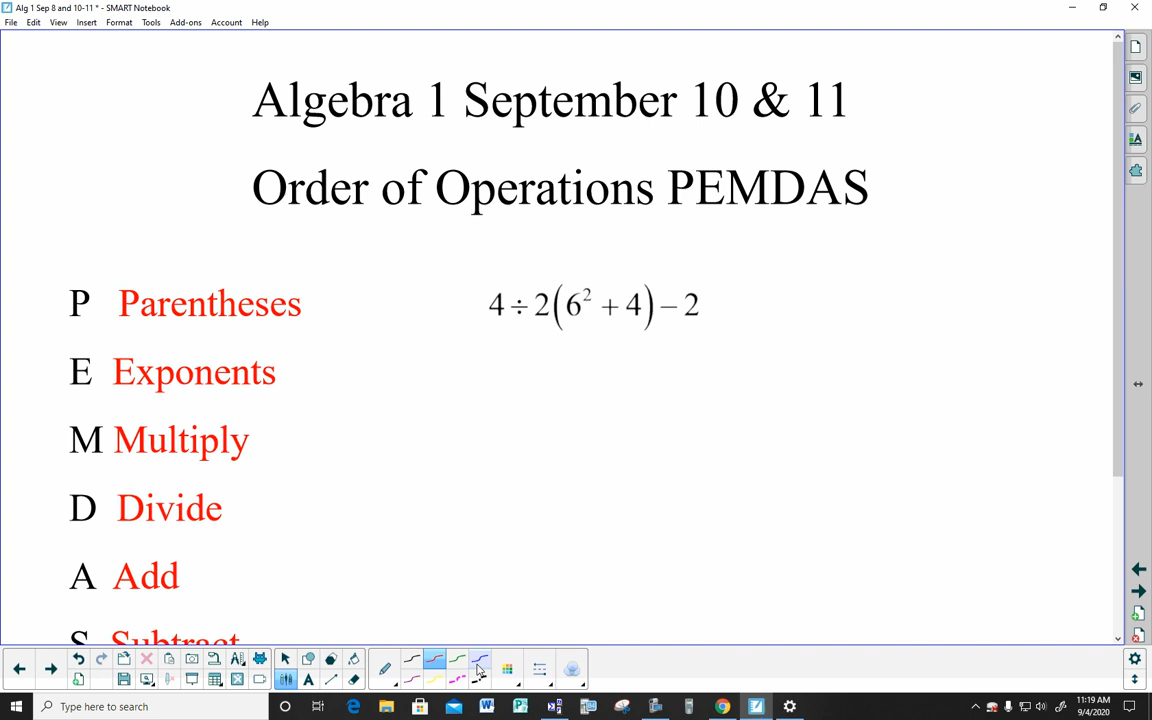 Alg 1 Sep 8 and 10-11 * - SMART Notebook
File Edit View Insert Format Tools Add-ons Account Help
Algebra 1 September 10 & 11
Order of Operations PEMDAS
P Parentheses
4 ÷ 2(6² + 4) – 2
E Exponents
M Multiply
D Divide
A Add
S Subtract
Type here to search
11:19 AM
9/4/2020